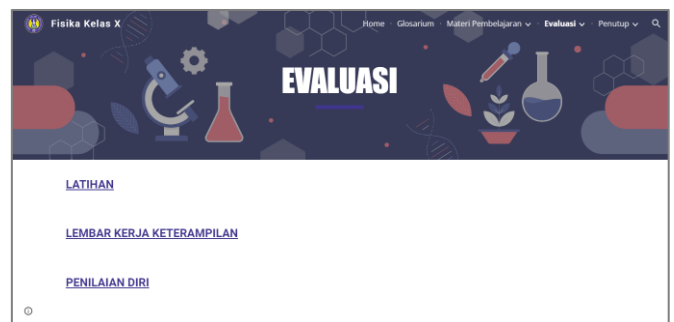 Fisika Kelas X
Home · Glosarium · Materi Pembelajaran · Evaluasi · Penutup
EVALUASI
LATIHAN
LEMBAR KERJA KETERAMPILAN
PENILAIAN DIRI